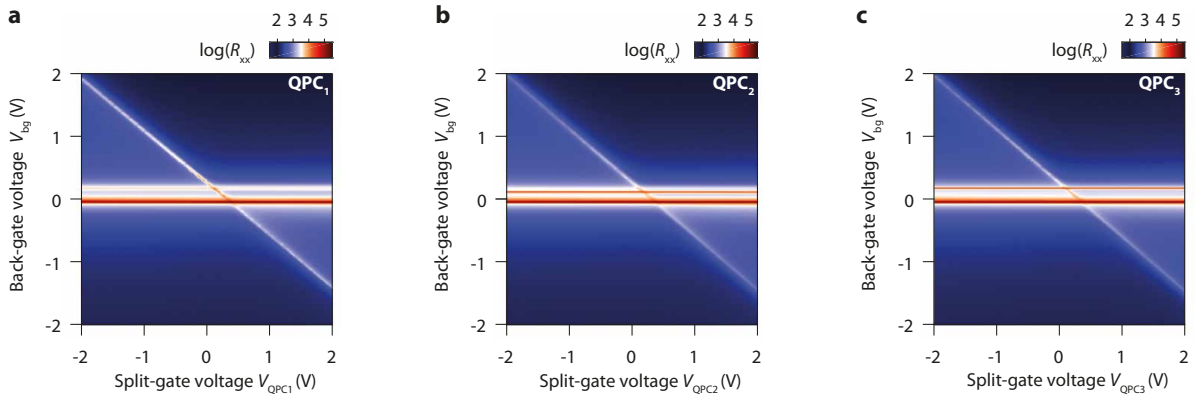 a
log(Rxx)
2 3 4 5
QPC1
Back-gate voltage Vbg (V)
2
1
0
-1
-2
-2 -1 0 1 2
Split-gate voltage VQPC1 (V)
b
log(Rxx)
2 3 4 5
QPC2
Back-gate voltage Vbg (V)
2
1
0
-1
-2
-2 -1 0 1 2
Split-gate voltage VQPC2 (V)
c
log(Rxx)
2 3 4 5
QPC3
Back-gate voltage Vbg (V)
2
1
0
-1
-2
-2 -1 0 1 2
Split-gate voltage VQPC3 (V)